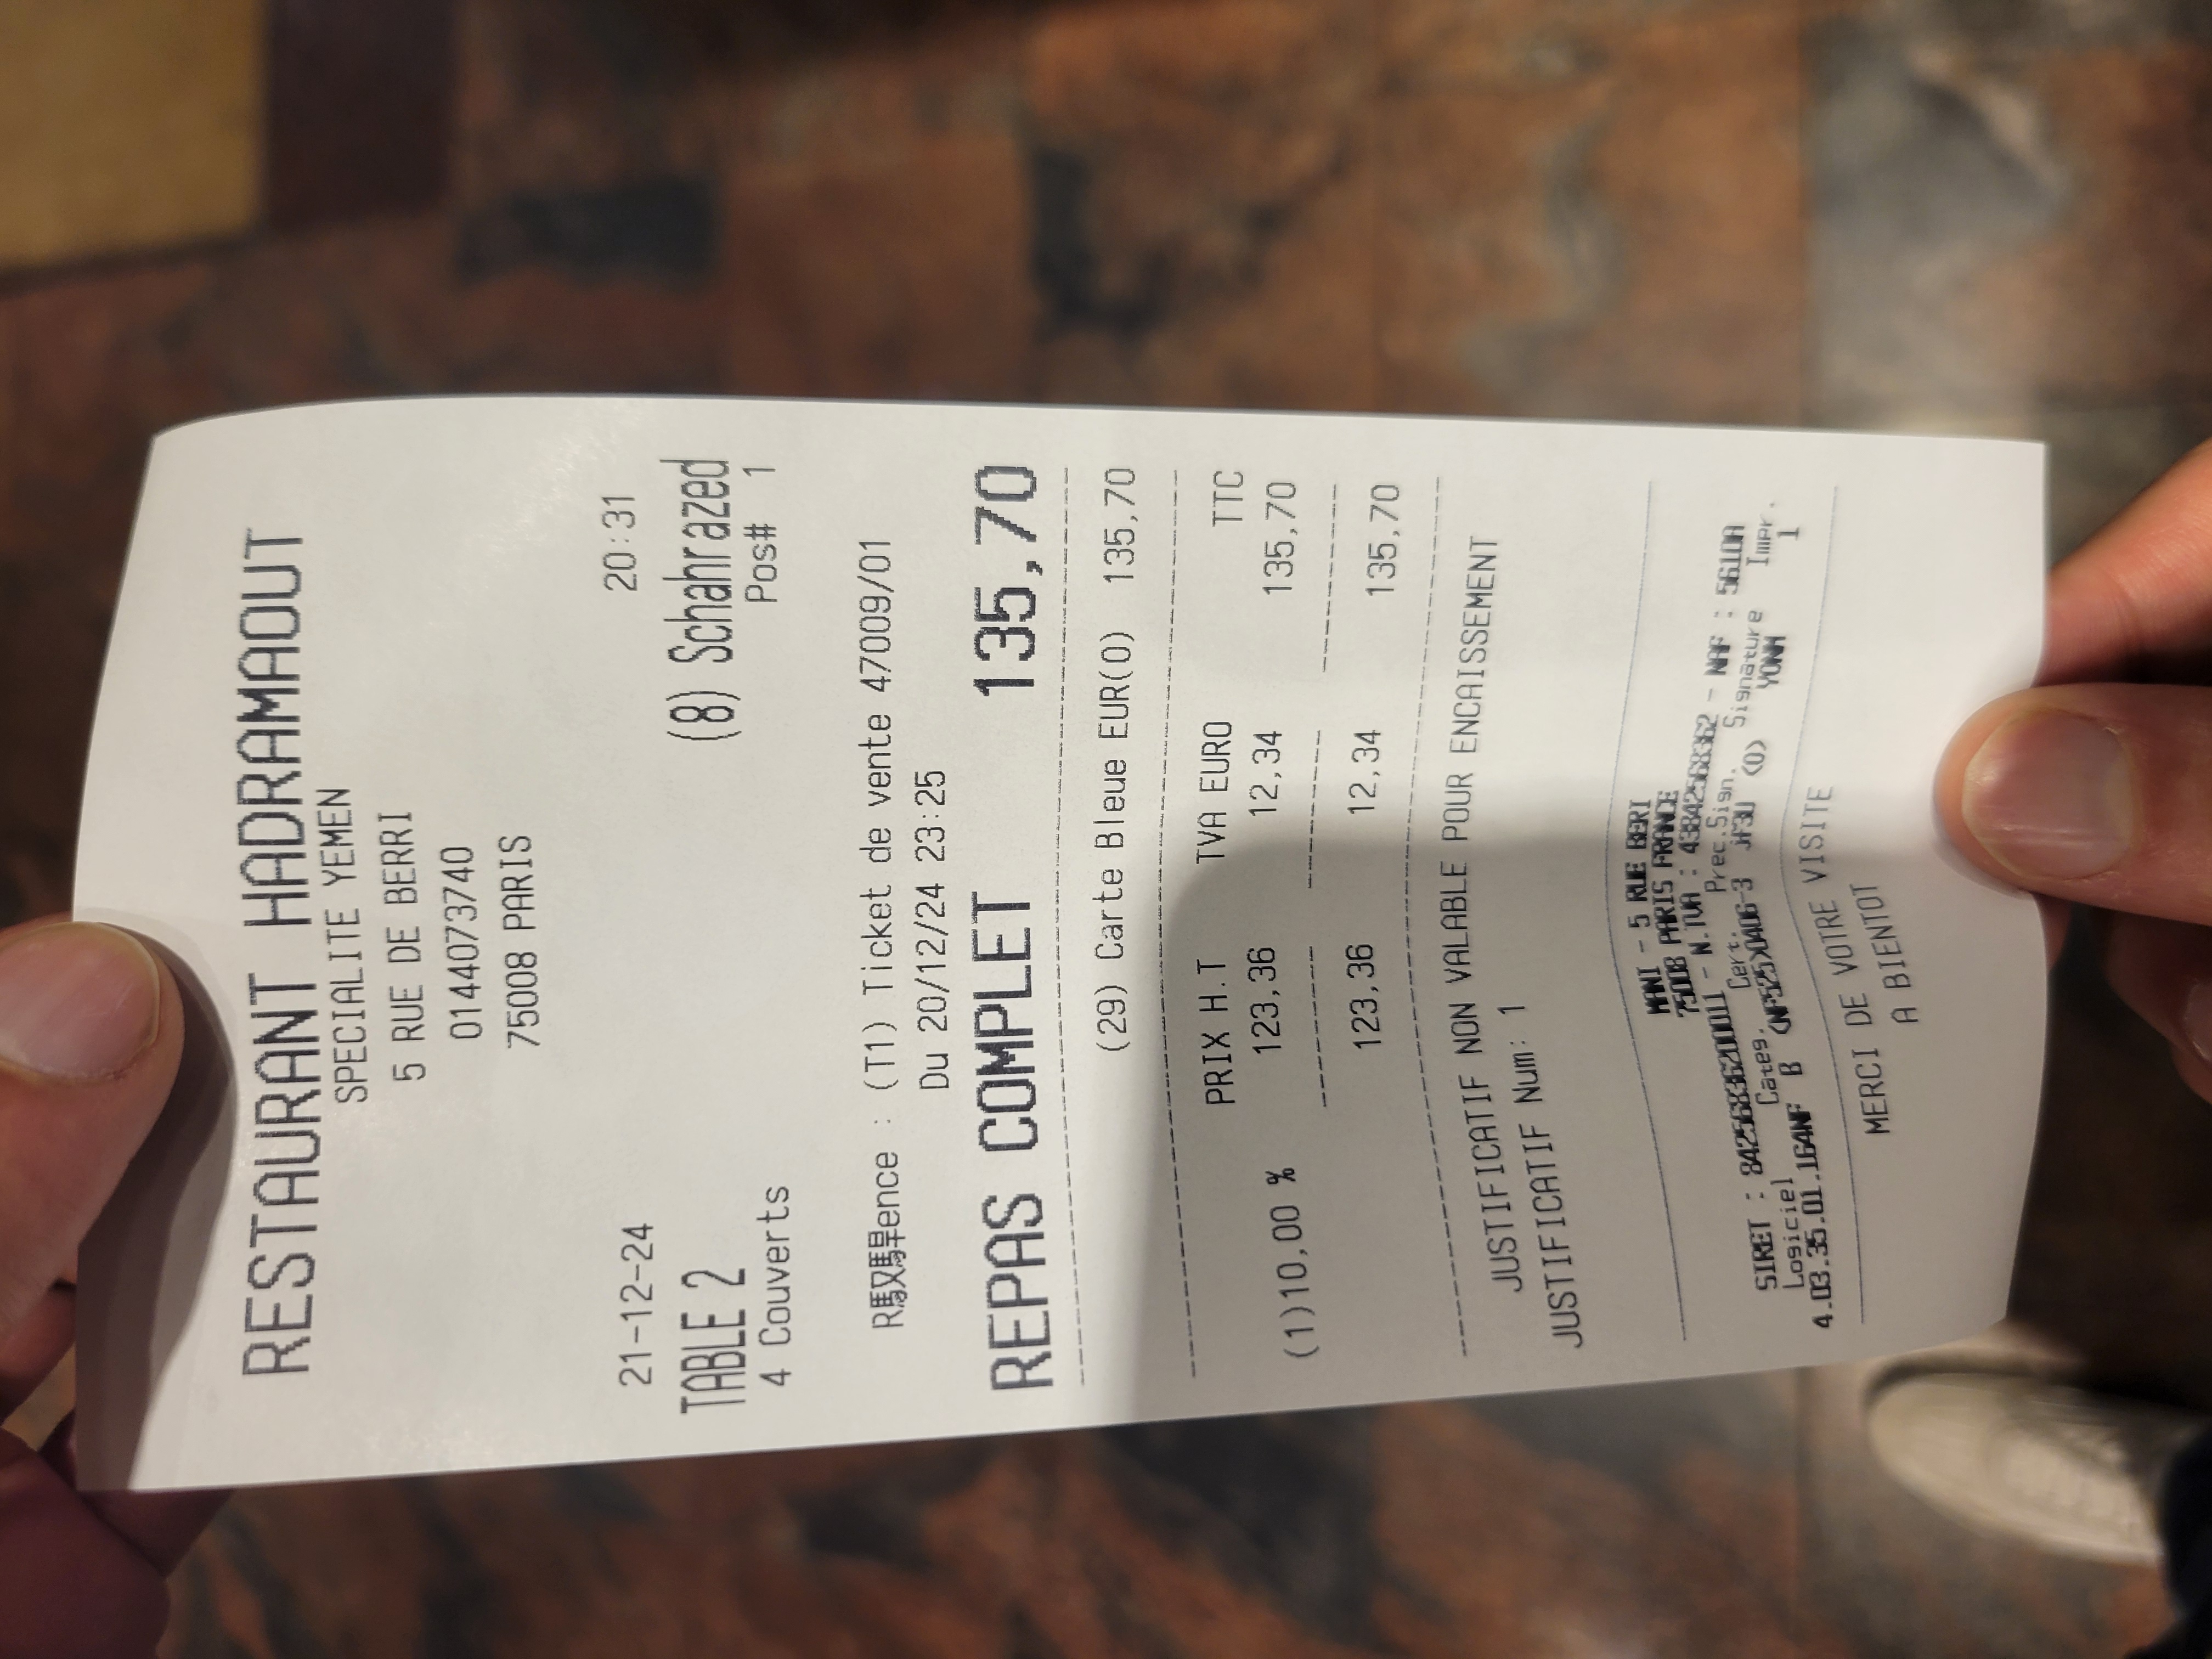 RESTAURANT HADRAMAOUT
SPECIALITE YEMEN
5 RUE DE BERRI
0144073740
75008 PARIS
21-12-24 20:31
TABLE 2 (8) Schahrazed
4 Couverts Pos# 1
R馭駻ence : (T1) Ticket de vente 47009/01
Du 20/12/24 23:25
REPAS COMPLET 135,70
(29) Carte Bleue EUR(0) 135,70
PRIX H.T TVA EURO TTC
(1)10,00 % 123,36 12,34 135,70
123,36 12,34 135,70
JUSTIFICATIF NON VALABLE POUR ENCAISSEMENT
JUSTIFICATIF Num: 1
MANI - 5 RUE BERI
75008 PARIS FRANCE
SIRET : 84256836200011 - N.TVA : 43842568362 - NAF : 5610A
Logiciel Categ. Cert. Prec.Sign. Signature Impr.
4.03.35.01.164NF B (NF525)0406-3 jf3U (0) YONM 1
MERCI DE VOTRE VISITE
A BIENTOT